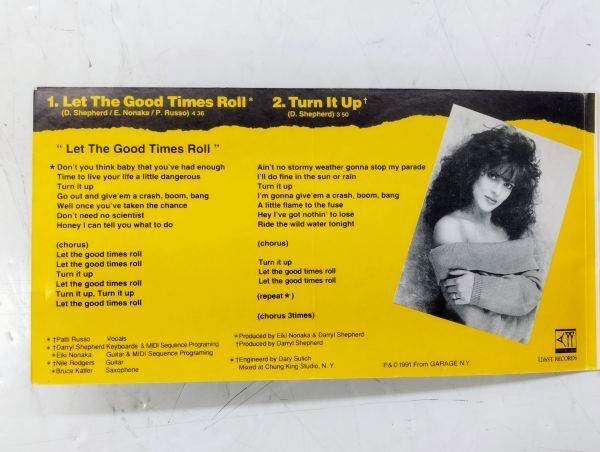 1. Let The Good Times Roll*
(D. Shepherd / E. Nonaka / P. Russo) 4 36
2. Turn It Up†
(D. Shepherd) 3 50
“ Let The Good Times Roll ”
★ Don't you think baby that you've had enough
Time to live your life a little dangerous
Turn it up
Go out and give'em a crash, boom, bang
Well once you've taken the chance
Don't need no scientist
Honey I can tell you what to do
(chorus)
Let the good times roll
Let the good times roll
Turn it up
Let the good times roll
Turn it up, Turn it up
Let the good times roll
Ain't no stormy weather gonna stop my parade
I'll do fine in the sun or rain
Turn it up
I'm gonna give'em a crash, boom, bang
A little flame to the fuse
Hey I've got nothin' to lose
Ride the wild water tonight
(chorus)
Turn it up
Let the good times roll
Let the good times roll
(repeat★)
(chorus 3times)
* †Patti Russo Vocals
* †Darryl Shepherd Keyboards & MIDI Sequence Programing
*Eiki Nonaka Guitar & MIDI Sequence Programing
*†Nile Rodgers Guitar
*Bruce Katler Saxophone
*Produced by Eiki Nonaka & Darryl Shepherd
†Produced by Darryl Shepherd
*†Engineerd by Dary Sulich
Mixed at Chung King Studio, N. Y
℗&©1991 From GARAGE N.Y.